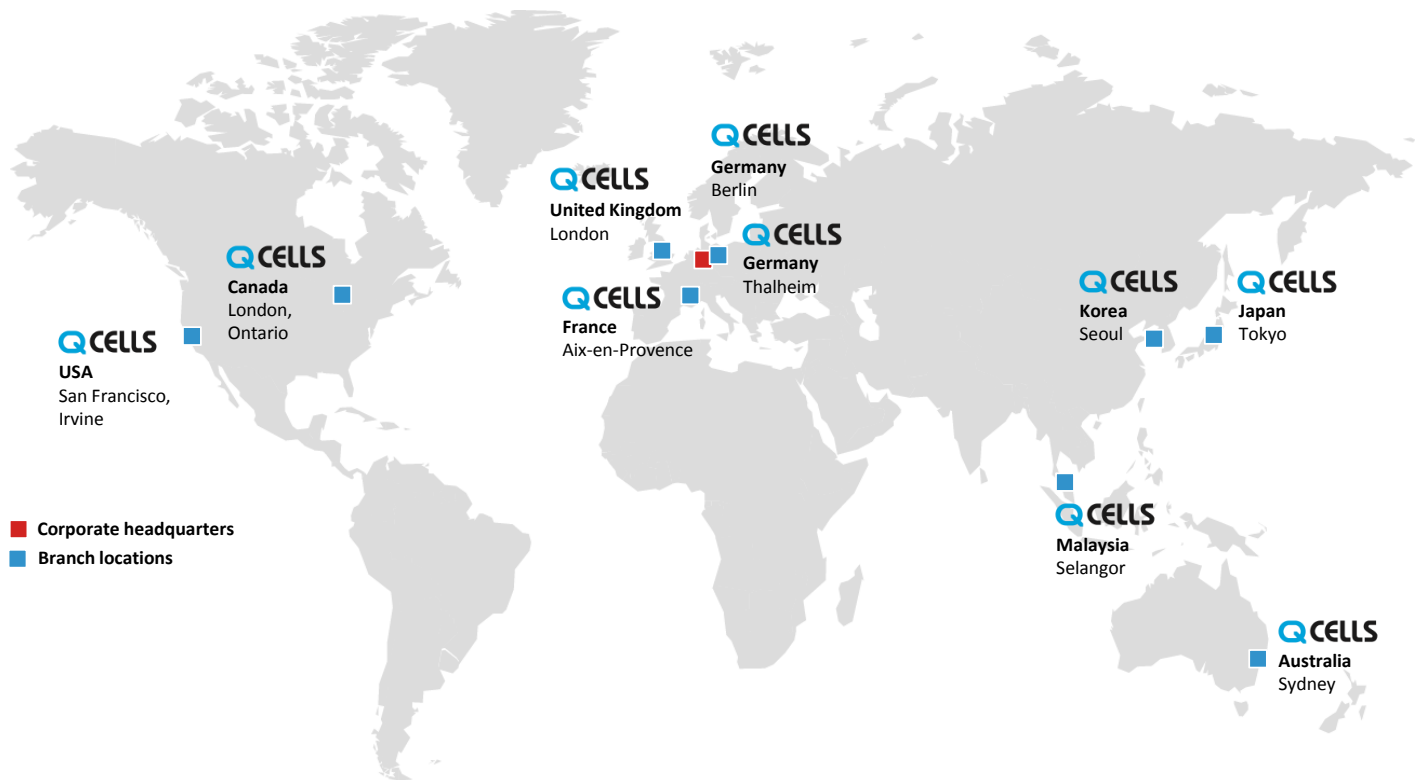 Q CELLS
Germany
Berlin
Q CELLS
United Kingdom
London
Q CELLS
Germany
Thalheim
Q CELLS
Canada
London,
Ontario
Q CELLS
France
Aix-en-Provence
Q CELLS
Korea
Seoul
Q CELLS
Japan
Tokyo
Q CELLS
USA
San Francisco,
Irvine
Corporate headquarters
Branch locations
Q CELLS
Malaysia
Selangor
Q CELLS
Australia
Sydney